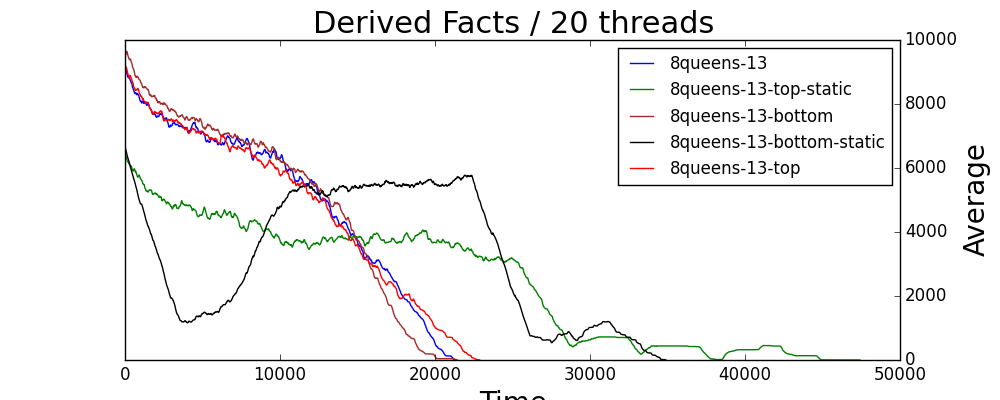 Derived Facts / 20 threads
8queens-13
8queens-13-top-static
8queens-13-bottom
8queens-13-bottom-static
8queens-13-top
10000
8000
6000
4000
2000
0
Average
0 10000 20000 30000 40000 50000
Time